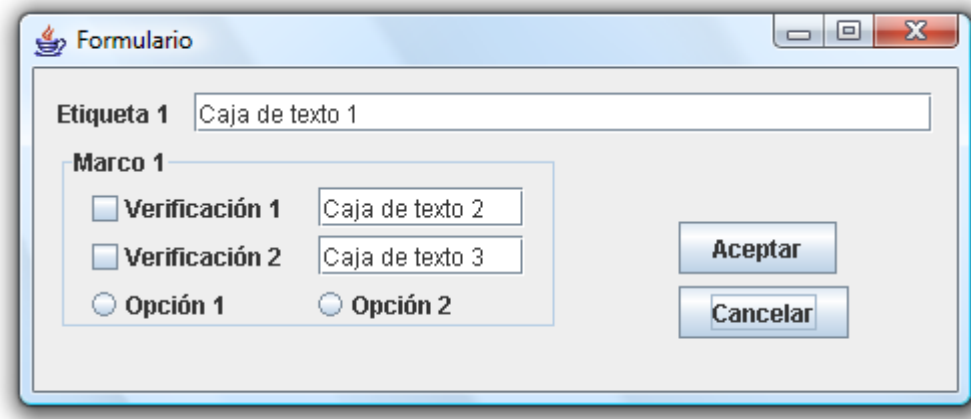 Formulario
Etiqueta 1 Caja de texto 1
Marco 1
Verificación 1 Caja de texto 2
Verificación 2 Caja de texto 3
Opción 1 Opción 2
Aceptar
Cancelar